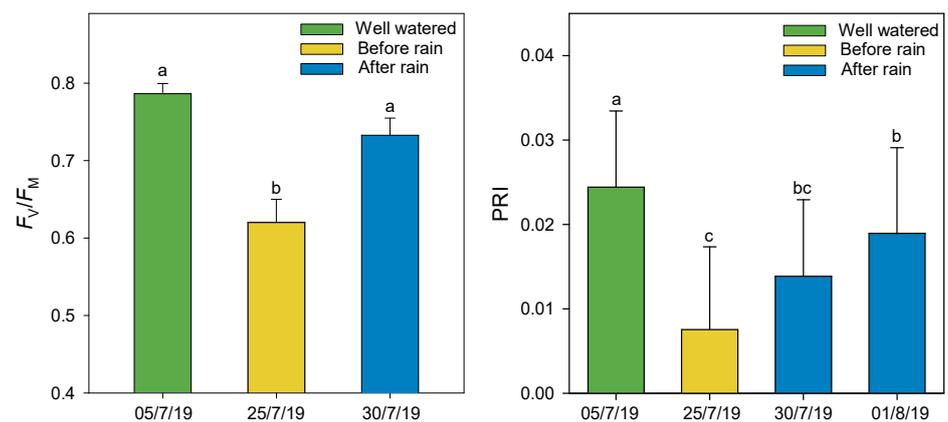 Well watered
Before rain
After rain
a
b
a
0.8
0.7
0.6
0.5
0.4
FV/FM
05/7/19 25/7/19 30/7/19
Well watered
Before rain
After rain
a
c
bc
b
0.04
0.03
0.02
0.01
0.00
PRI
05/7/19 25/7/19 30/7/19 01/8/19